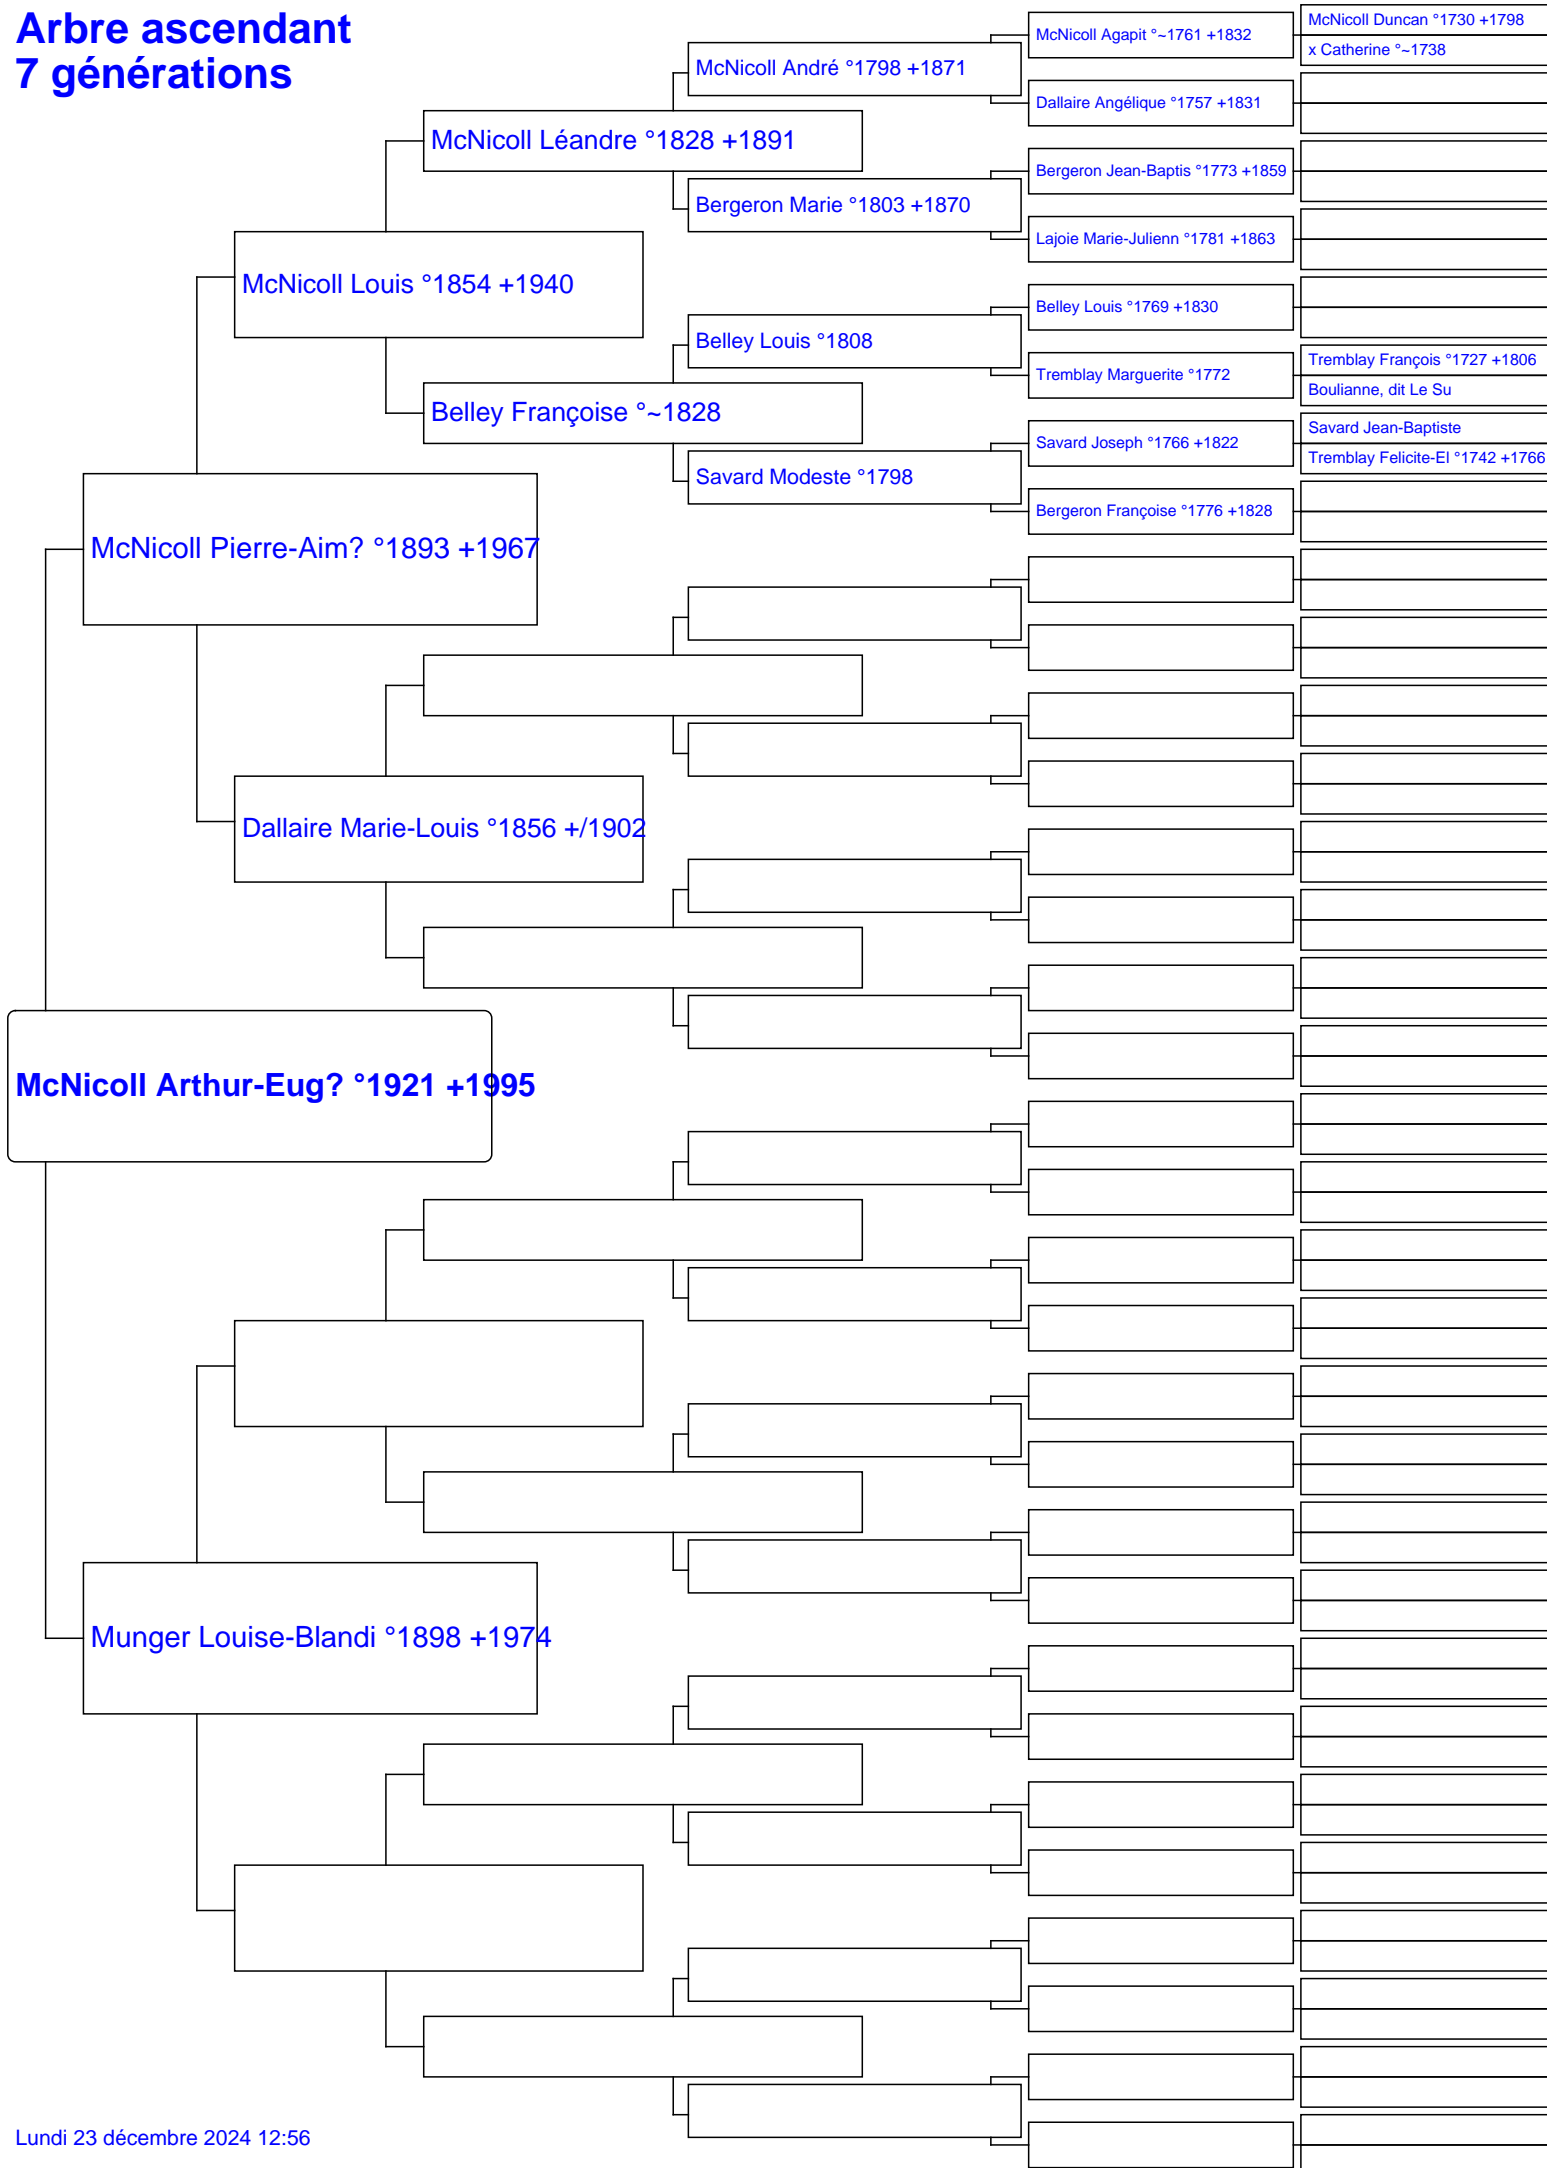 Arbre ascendant
7 générations
McNicoll Arthur-Eug? °1921 +1995
McNicoll Pierre-Aim? °1893 +1967
Munger Louise-Blandi °1898 +1974
McNicoll Louis °1854 +1940
Dallaire Marie-Louis °1856 +/1902
McNicoll Léandre °1828 +1891
Belley Françoise °~1828
McNicoll André °1798 +1871
Bergeron Marie °1803 +1870
Belley Louis °1808
Savard Modeste °1798
McNicoll Agapit °~1761 +1832
Dallaire Angélique °1757 +1831
Bergeron Jean-Baptis °1773 +1859
Lajoie Marie-Julienn °1781 +1863
Belley Louis °1769 +1830
Tremblay Marguerite °1772
Savard Joseph °1766 +1822
Bergeron Françoise °1776 +1828
McNicoll Duncan °1730 +1798
x Catherine °~1738
Tremblay François °1727 +1806
Boulianne, dit Le Su
Savard Jean-Baptiste
Tremblay Felicite-El °1742 +1766
Lundi 23 décembre 2024 12:56